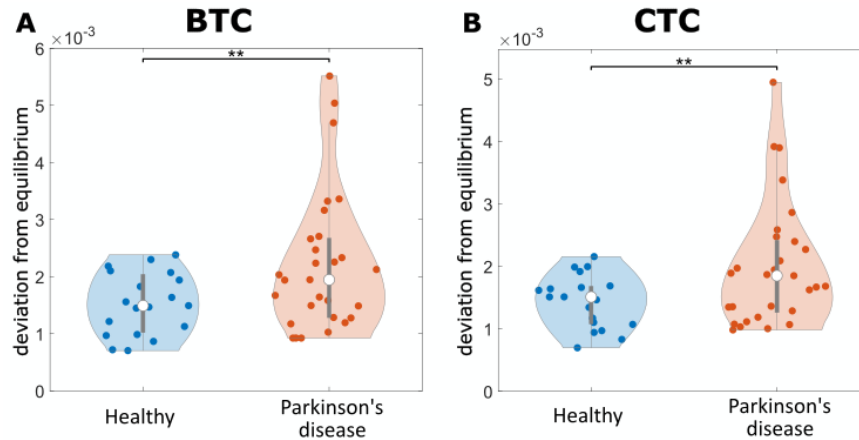 A BTC
×10⁻³
6
5
4
3
2
1
0
deviation from equilibrium
**
Healthy
Parkinson's
disease
B CTC
×10⁻³
5
4
3
2
1
0
deviation from equilibrium
**
Healthy
Parkinson's
disease